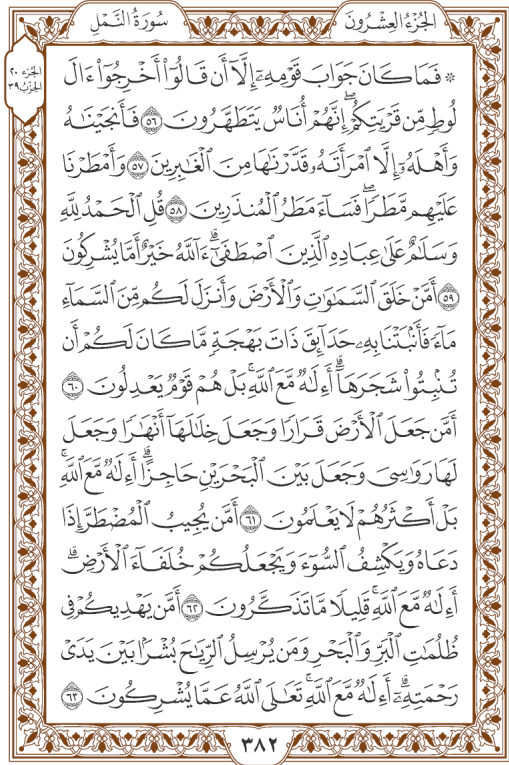 سُورَةُ النَّمْلِ
الجُزْءُ العِشْرُونَ
الجزء ٢٠
الحزب ٣٩
۞ فَمَا كَانَ جَوَابَ قَوْمِهِۦٓ إِلَّآ أَن قَالُوٓا۟ أَخْرِجُوٓا۟ ءَالَ
لُوطٍ مِّن قَرْيَتِكُمْ ۖ إِنَّهُمْ أُنَاسٌ يَتَطَهَّرُونَ ٥٦ فَأَنجَيْنَٰهُ
وَأَهْلَهُۥٓ إِلَّا ٱمْرَأَتَهُۥ قَدَّرْنَٰهَا مِنَ ٱلْغَٰبِرِينَ ٥٧ وَأَمْطَرْنَا
عَلَيْهِم مَّطَرًا ۖ فَسَآءَ مَطَرُ ٱلْمُنذَرِينَ ٥٨ قُلِ ٱلْحَمْدُ لِلَّهِ
وَسَلَٰمٌ عَلَىٰ عِبَادِهِ ٱلَّذِينَ ٱصْطَفَىٰٓ ۗ ءَآللَّهُ خَيْرٌ أَمَّا يُشْرِكُونَ
٥٩ أَمَّنْ خَلَقَ ٱلسَّمَٰوَٰتِ وَٱلْأَرْضَ وَأَنزَلَ لَكُم مِّنَ ٱلسَّمَآءِ
مَآءً فَأَنۢبَتْنَا بِهِۦ حَدَآئِقَ ذَاتَ بَهْجَةٍ مَّا كَانَ لَكُمْ أَن
تُنۢبِتُوا۟ شَجَرَهَآ ۗ أَءِلَٰهٌ مَّعَ ٱللَّهِ ۚ بَلْ هُمْ قَوْمٌ يَعْدِلُونَ ٦٠
أَمَّن جَعَلَ ٱلْأَرْضَ قَرَارًا وَجَعَلَ خِلَٰلَهَآ أَنْهَٰرًا وَجَعَلَ
لَهَا رَوَٰسِىَ وَجَعَلَ بَيْنَ ٱلْبَحْرَيْنِ حَاجِزًا ۗ أَءِلَٰهٌ مَّعَ ٱللَّهِ ۚ
بَلْ أَكْثَرُهُمْ لَا يَعْلَمُونَ ٦١ أَمَّن يُجِيبُ ٱلْمُضْطَرَّ إِذَا
دَعَاهُ وَيَكْشِفُ ٱلسُّوٓءَ وَيَجْعَلُكُمْ خُلَفَآءَ ٱلْأَرْضِ ۗ
أَءِلَٰهٌ مَّعَ ٱللَّهِ ۚ قَلِيلًا مَّا تَذَكَّرُونَ ٦٢ أَمَّن يَهْدِيكُمْ فِى
ظُلُمَٰتِ ٱلْبَرِّ وَٱلْبَحْرِ وَمَن يُرْسِلُ ٱلرِّيَٰحَ بُشْرًۢا بَيْنَ يَدَىْ
رَحْمَتِهِۦٓ ۗ أَءِلَٰهٌ مَّعَ ٱللَّهِ ۚ تَعَٰلَى ٱللَّهُ عَمَّا يُشْرِكُونَ ٦٣
٣٨٢